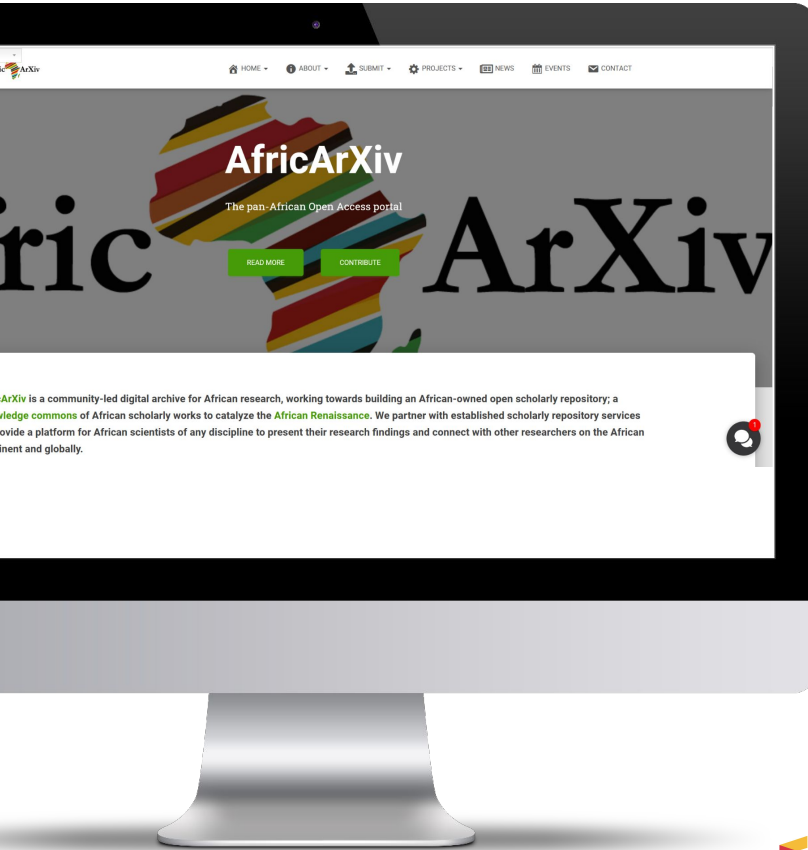 ic ArXiv
HOME ABOUT SUBMIT PROJECTS NEWS EVENTS CONTACT
AfricArXiv
The pan-African Open Access portal
ric ArXiv
READ MORE CONTRIBUTE
ArXiv is a community-led digital archive for African research, working towards building an African-owned open scholarly repository; a
ledge commons of African scholarly works to catalyze the African Renaissance. We partner with established scholarly repository services
ovide a platform for African scientists of any discipline to present their research findings and connect with other researchers on the African
inent and globally.
1